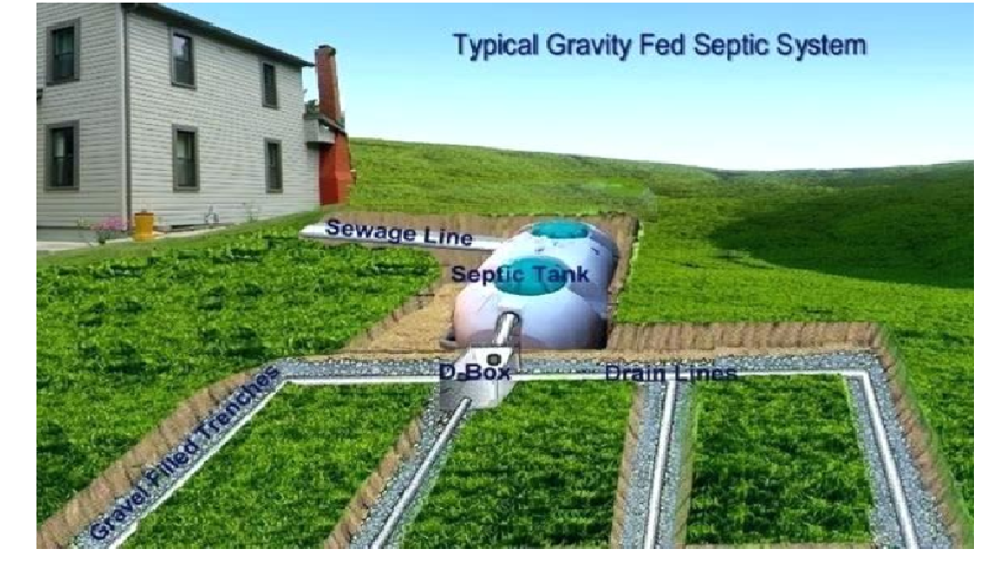 Typical Gravity Fed Septic System
Sewage Line
Septic Tank
D-Box
Drain Lines
Gravel Filled Trenches